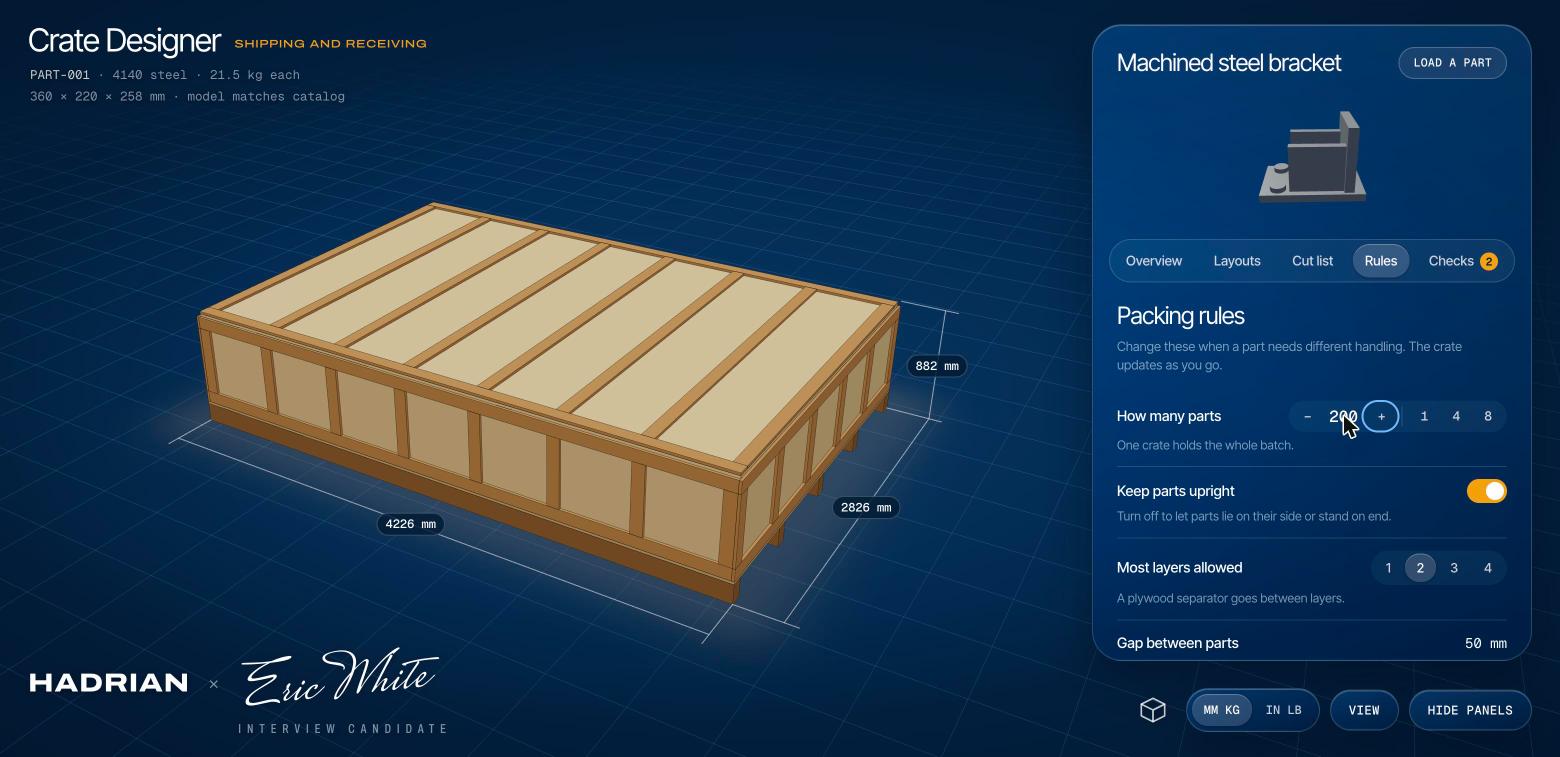 Crate Designer SHIPPING AND RECEIVING
PART-001 · 4140 steel · 21.5 kg each
360 × 220 × 258 mm · model matches catalog
Machined steel bracket
LOAD A PART
Overview Layouts Cut list Rules Checks 2
Packing rules
Change these when a part needs different handling. The crate
updates as you go.
How many parts − 200 + 1 4 8
One crate holds the whole batch.
Keep parts upright
Turn off to let parts lie on their side or stand on end.
Most layers allowed 1 2 3 4
A plywood separator goes between layers.
Gap between parts 50 mm
882 mm
2826 mm
4226 mm
HADRIAN × Eric White
INTERVIEW CANDIDATE
MM KG IN LB VIEW HIDE PANELS